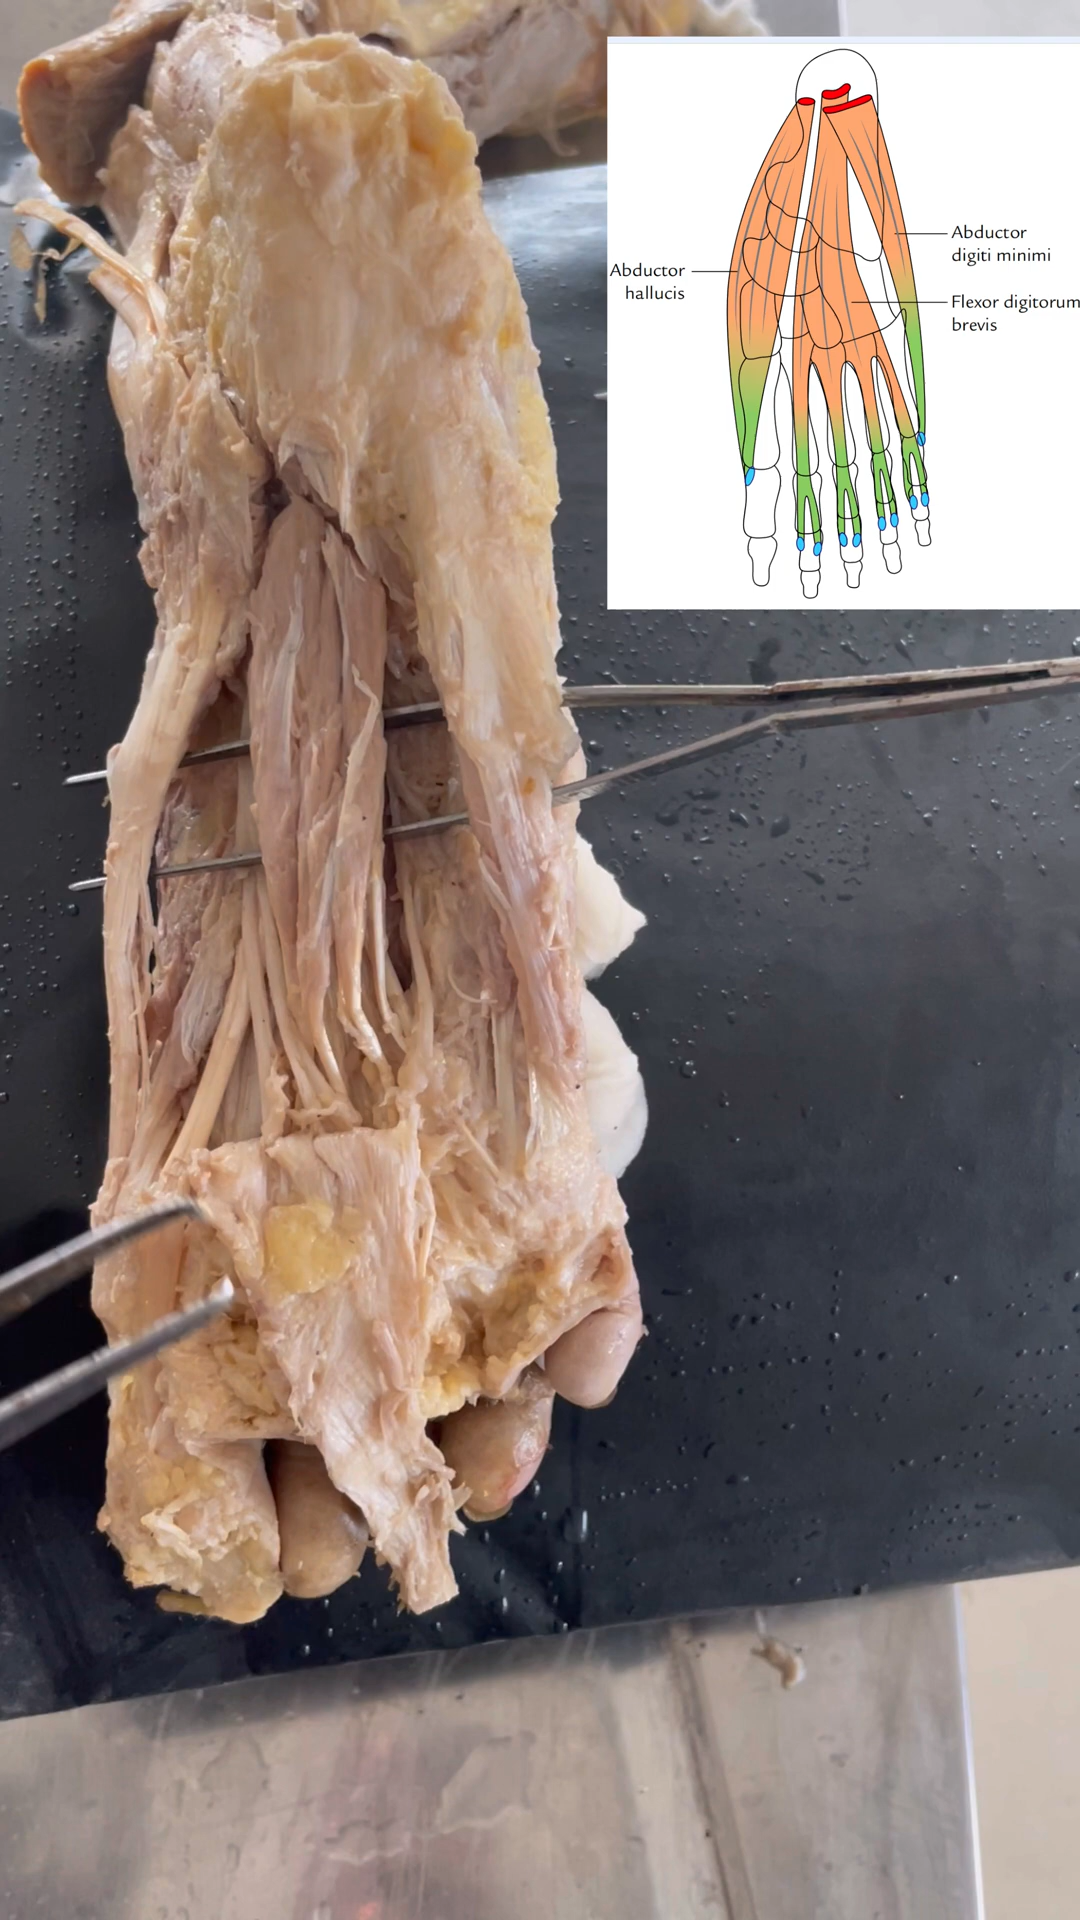 Abductor
digiti minimi
Abductor
hallucis
Flexor digitorum
brevis